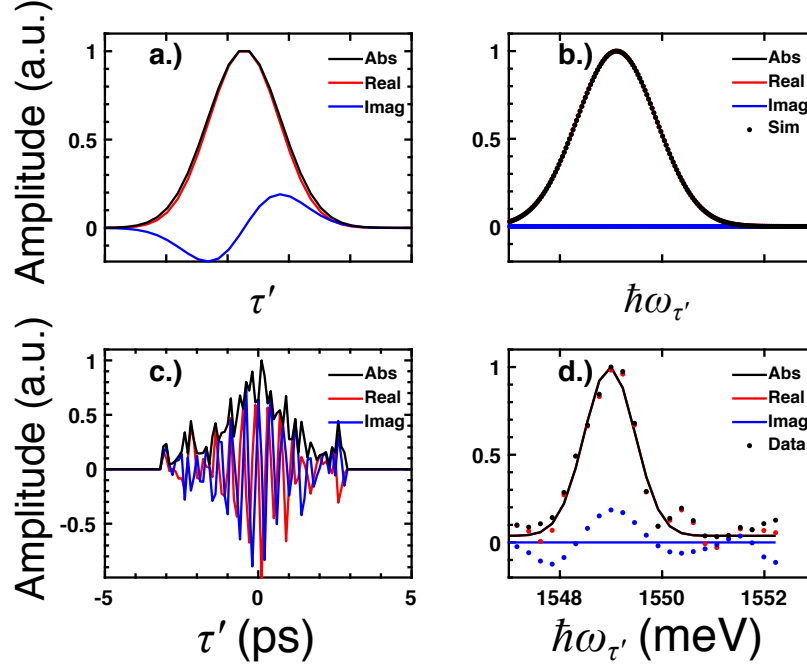 a.)
Abs
Real
Imag
1
0.5
0
Amplitude (a.u.)
τ′
b.)
Abs
Real
Imag
Sim
1
0.5
0
ħω_τ′
c.)
Abs
Real
Imag
1
0.5
0
-0.5
Amplitude (a.u.)
-5 0 5
τ′ (ps)
d.)
Abs
Real
Imag
Data
1
0.5
0
1548 1550 1552
ħω_τ′ (meV)